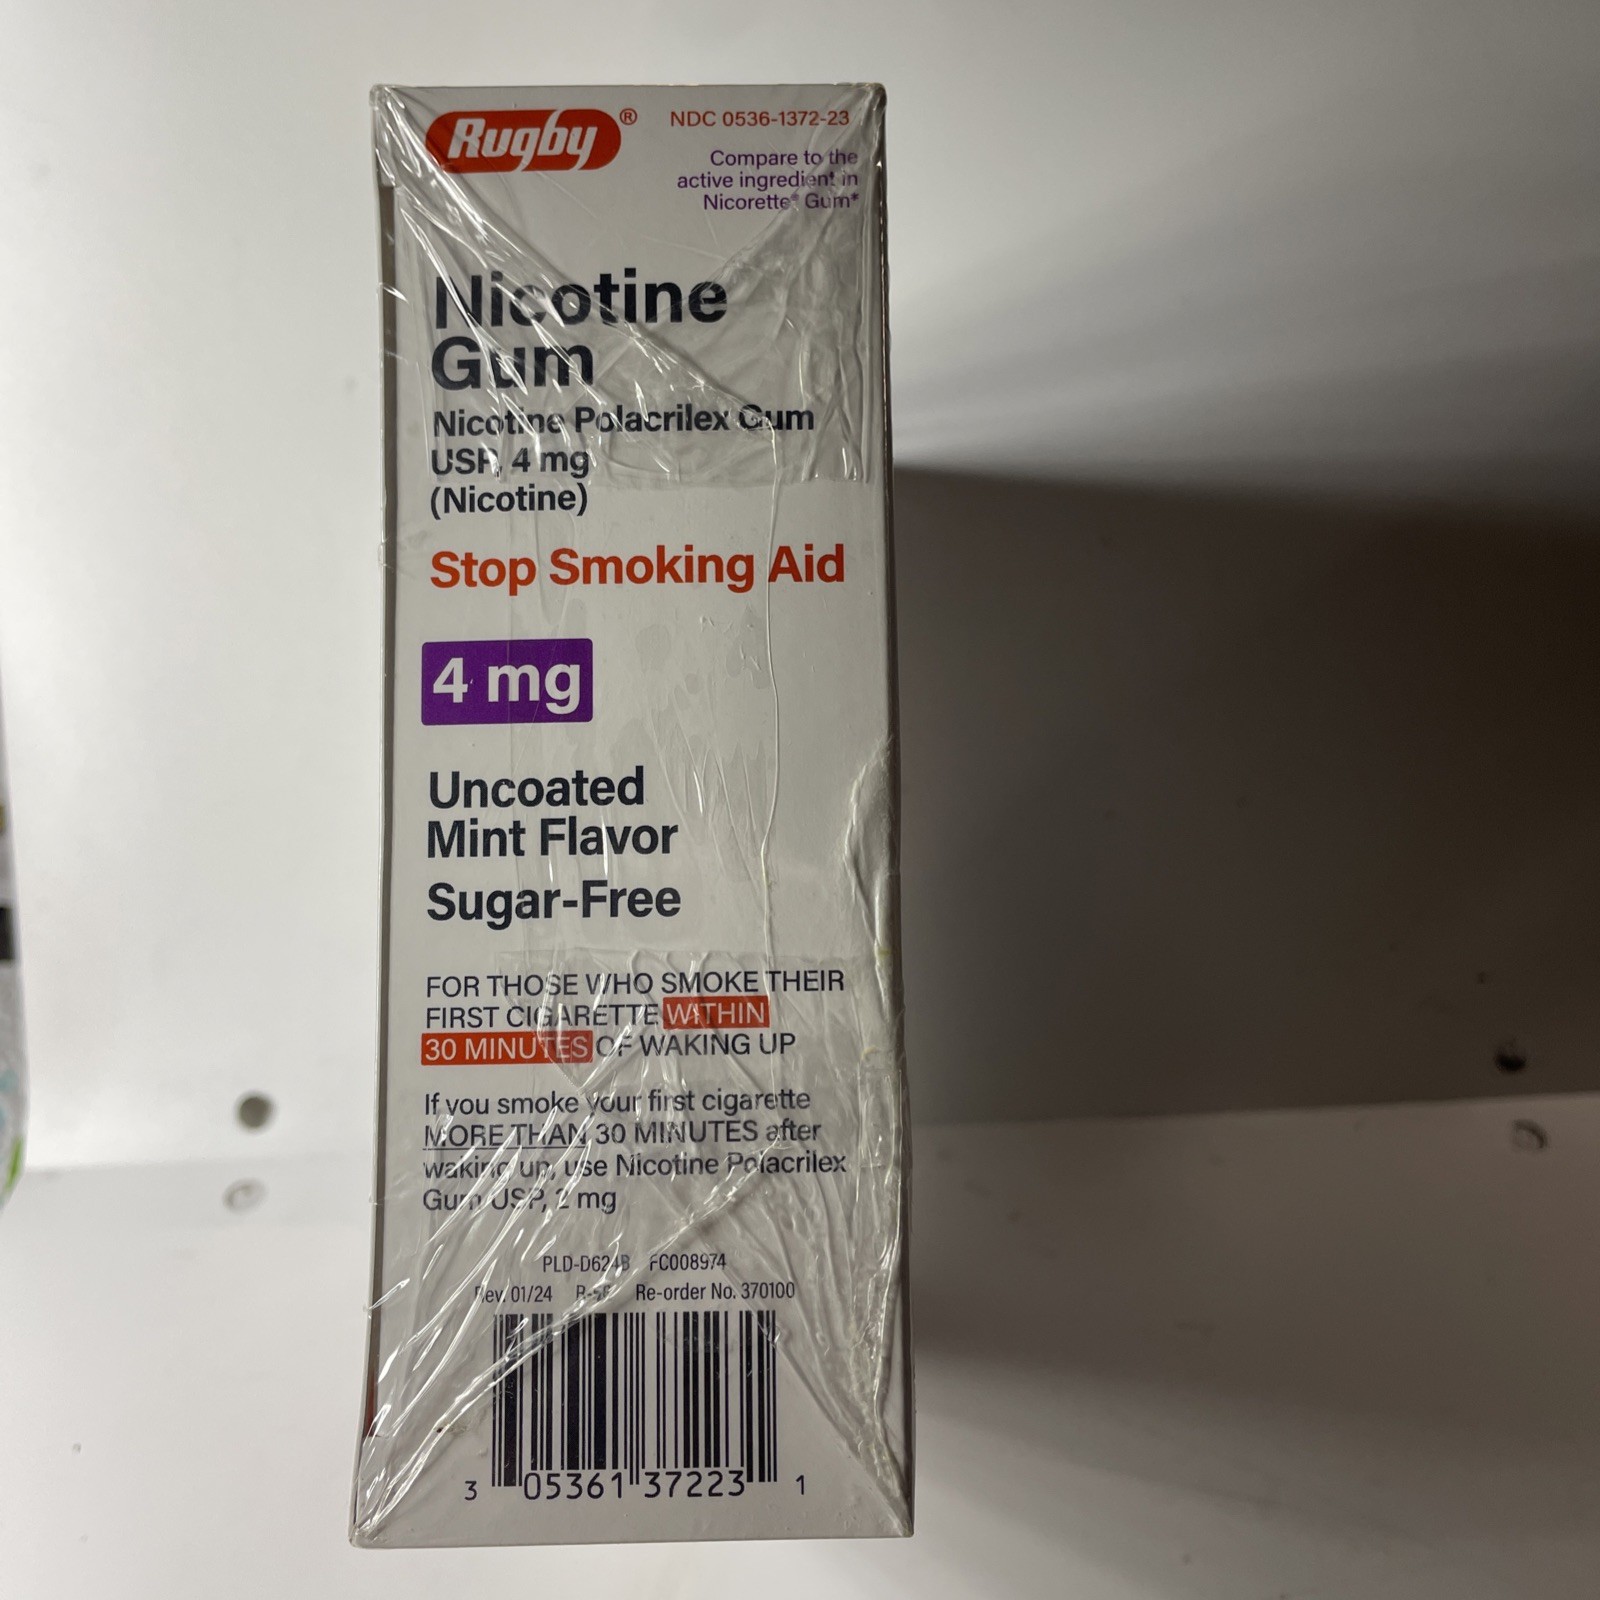 Rugby®
NDC 0536-1372-23
Compare to the
active ingredient in
Nicorette® Gum*
Nicotine
Gum
Nicotine Polacrilex Gum
USP, 4 mg
(Nicotine)
Stop Smoking Aid
4 mg
Uncoated
Mint Flavor
Sugar-Free
FOR THOSE WHO SMOKE THEIR
FIRST CIGARETTE WITHIN
30 MINUTES OF WAKING UP
If you smoke your first cigarette
MORE THAN 30 MINUTES after
waking up, use Nicotine Polacrilex
Gum USP, 2 mg
PLD-D624B FC008974
Rev. 01/24 Re-order No. 370100
3 05361 37223 1